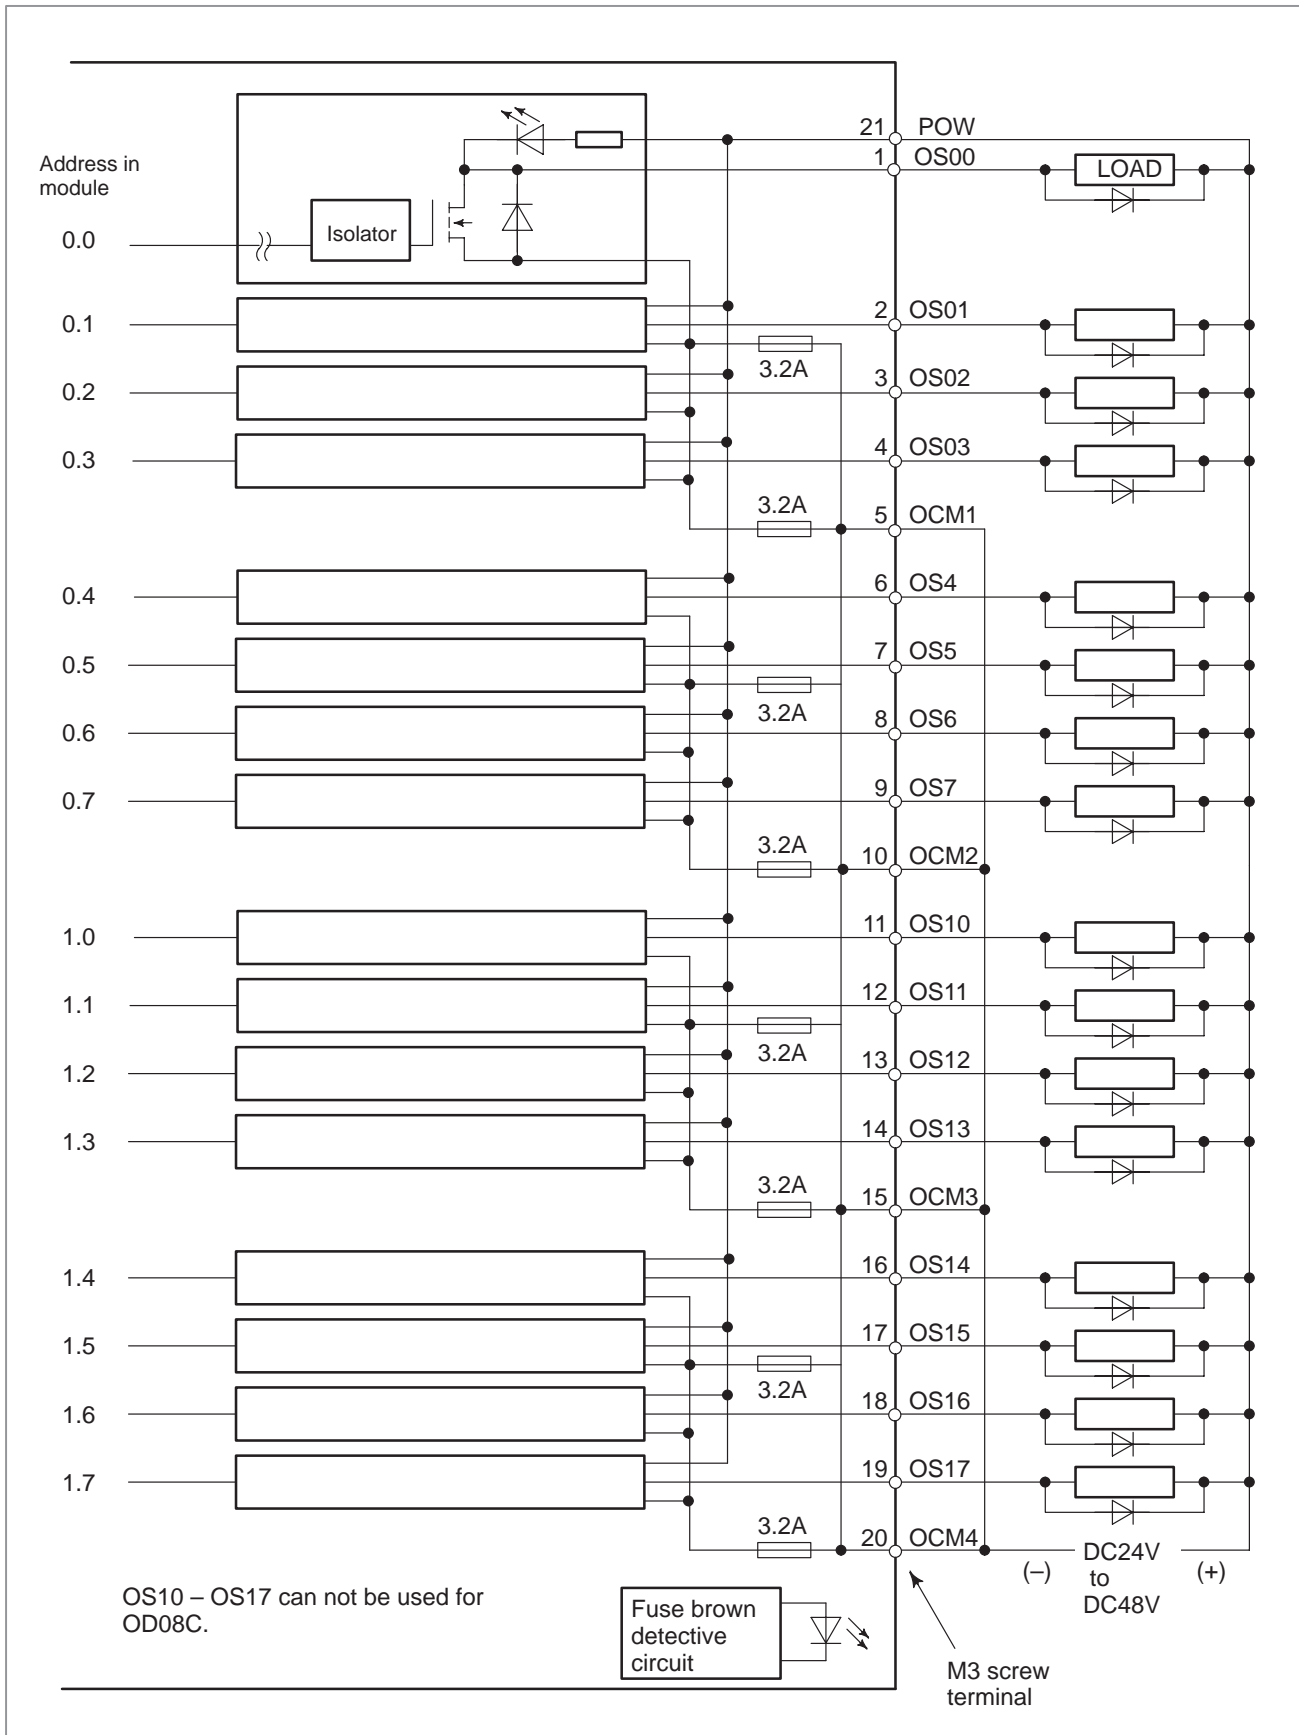 21 POW
Address in
module
1 OS00
LOAD
0.0
Isolator
0.1
2 OS01
3.2A
0.2
3 OS02
0.3
4 OS03
3.2A
5 OCM1
0.4
6 OS4
0.5
7 OS5
3.2A
0.6
8 OS6
0.7
9 OS7
3.2A
10 OCM2
1.0
11 OS10
1.1
12 OS11
3.2A
1.2
13 OS12
1.3
14 OS13
3.2A
15 OCM3
1.4
16 OS14
1.5
17 OS15
3.2A
1.6
18 OS16
1.7
19 OS17
3.2A
20 OCM4
(–) DC24V (+)
to
DC48V
OS10 – OS17 can not be used for
OD08C.
Fuse brown
detective
circuit
M3 screw
terminal